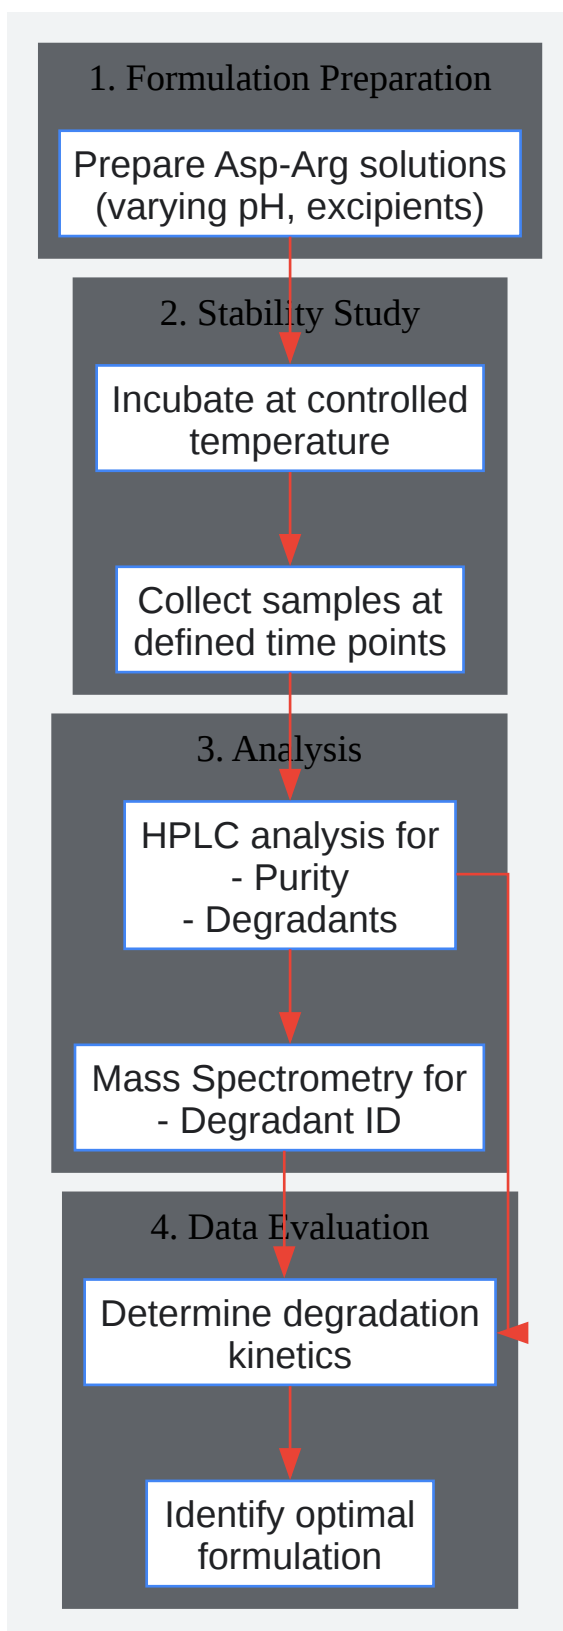 1. Formulation Preparation
Prepare Asp-Arg solutions
(varying pH, excipients)
2. Stability Study
Incubate at controlled
temperature
Collect samples at
defined time points
3. Analysis
HPLC analysis for
- Purity
- Degradants
Mass Spectrometry for
- Degradant ID
4. Data Evaluation
Determine degradation
kinetics
Identify optimal
formulation